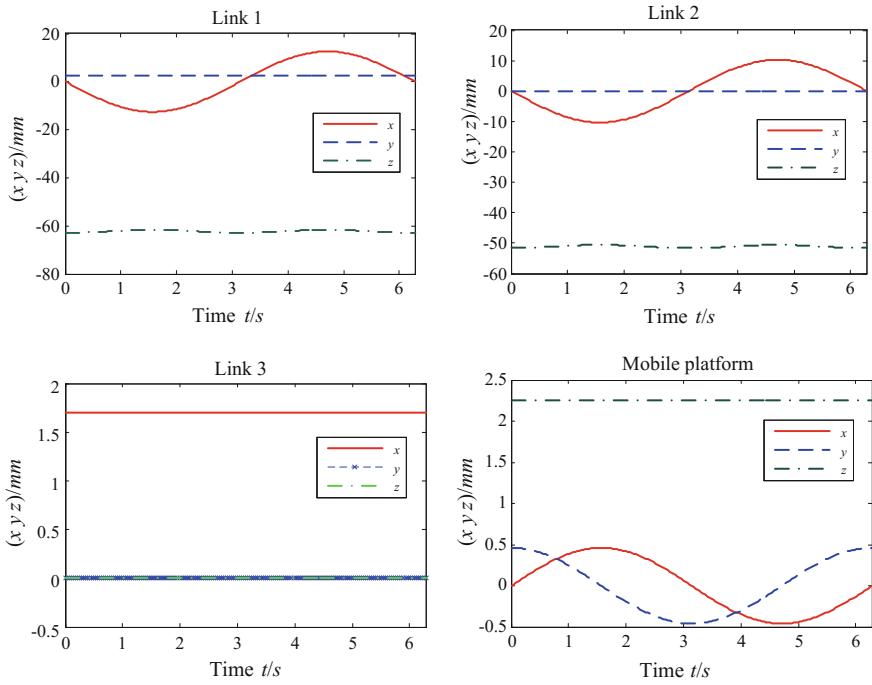 Link 1
20
0
-20
-40
-60
-80
(x y z)/mm
x
y
z
0 1 2 3 4 5 6
Time t/s
Link 2
20
10
0
-10
-20
-30
-40
-50
-60
(x y z)/mm
x
y
z
0 1 2 3 4 5 6
Time t/s
Link 3
2
1.5
1
0.5
0
-0.5
(x y z)/mm
x
y
z
0 1 2 3 4 5 6
Time t/s
Mobile platform
2.5
2
1.5
1
0.5
0
-0.5
(x y z)/mm
x
y
z
0 1 2 3 4 5 6
Time t/s